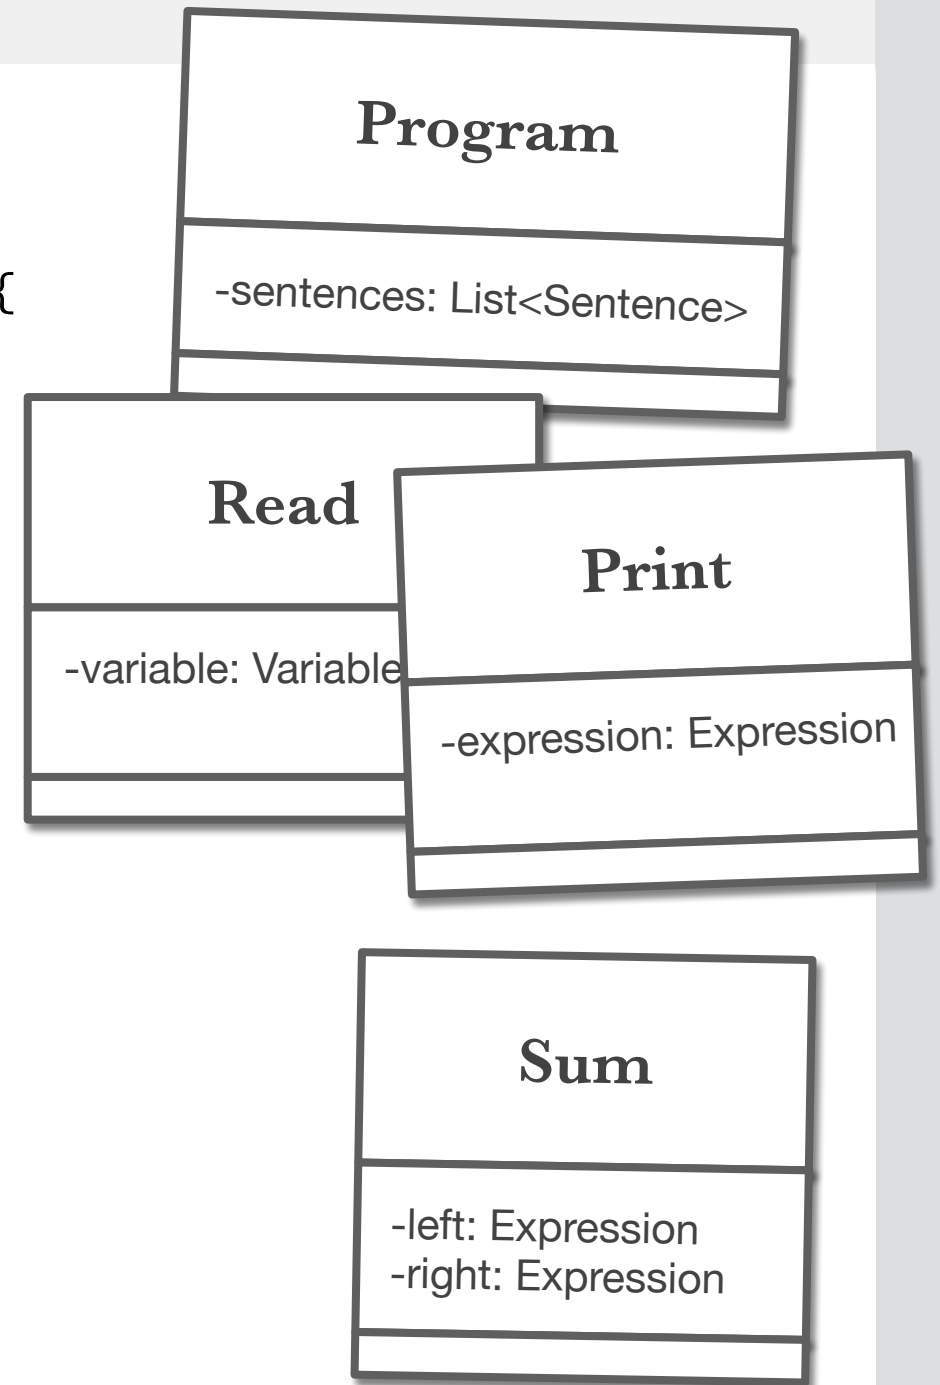 Program
{
-sentences: List<Sentence>
Read
-variable: Variable
Print
-expression: Expression
Sum
-left: Expression
-right: Expression